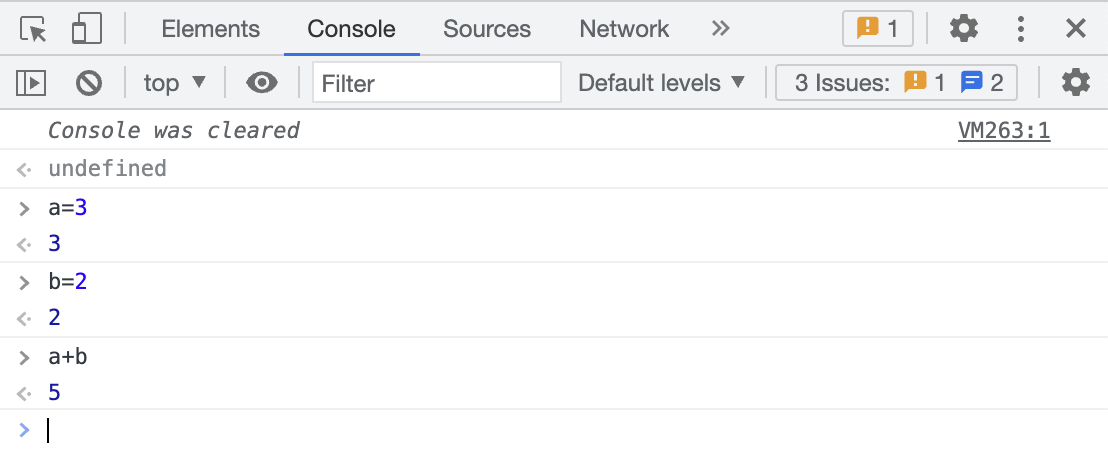 Elements Console Sources Network 1
top Filter Default levels 3 Issues: 1 2
Console was cleared VM263:1
undefined
a=3
3
b=2
2
a+b
5